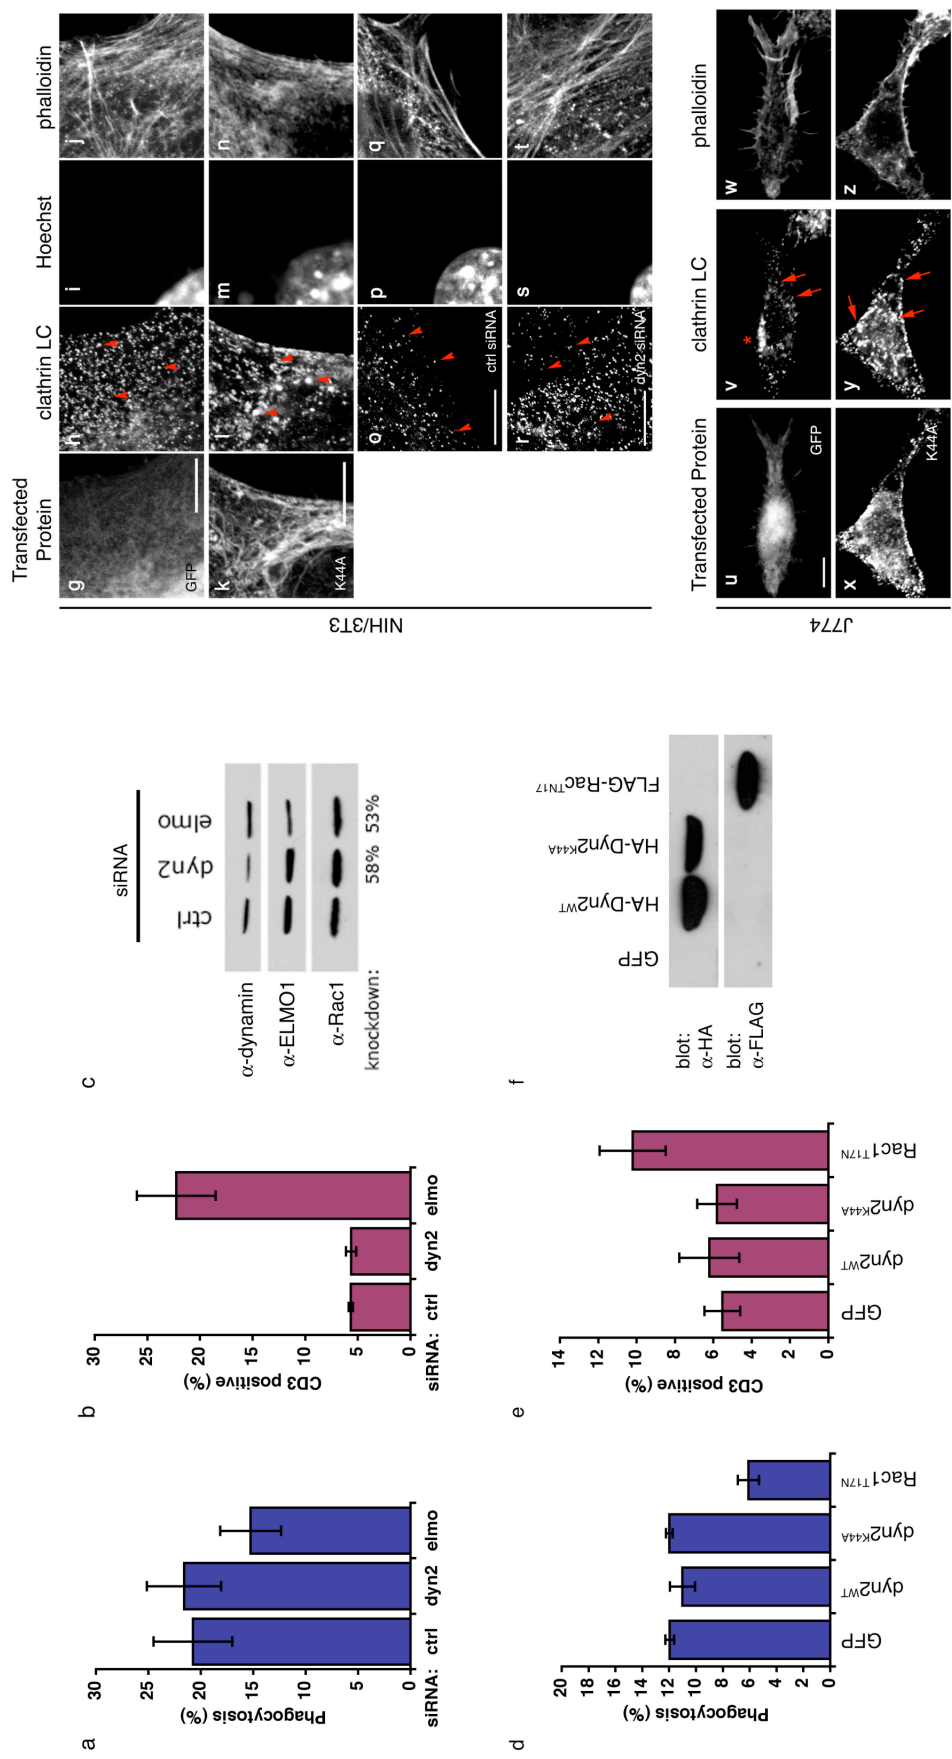 a
Phagocytosis (%)
30
25
20
15
10
5
0
siRNA: ctrl dyn2 elmo
b
CD3 positive (%)
30
25
20
15
10
5
0
siRNA: ctrl dyn2 elmo
c
siRNA
ctrl dyn2 elmo
α-dynamin
α-ELMO1
α-Rac1
knockdown: 58% 53%
d
Phagocytosis (%)
20
18
16
14
12
10
8
6
4
2
0
GFP
dyn2WT
dyn2K44A
Rac1T17N
e
CD3 positive (%)
14
12
10
8
6
4
2
0
GFP
dyn2WT
dyn2K44A
Rac1T17N
f
GFP
HA-Dyn2WT
HA-Dyn2K44A
FLAG-RacTN17
blot:
α-HA
blot:
α-FLAG
Transfected
Protein
clathrin LC
Hoechst
phalloidin
NIH/3T3
g
GFP
h
i
j
k
K44A
l
m
n
o
ctrl siRNA
p
q
r
dyn2 siRNA
s
t
Transfected Protein
clathrin LC
phalloidin
J774
u
GFP
v
*
w
x
K44A
y
z